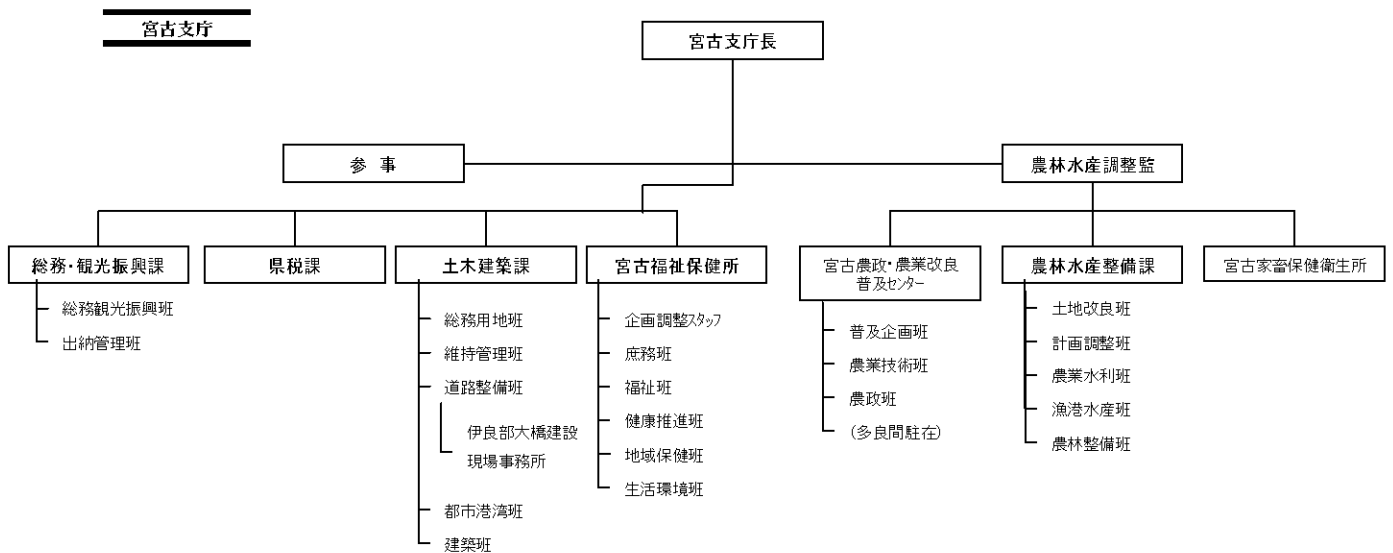 宮古支庁
宮古支庁長
参 事
農林水産調整監
総務・観光振興課
総務観光振興班
出納管理班
県税課
土木建築課
総務用地班
維持管理班
道路整備班
伊良部大橋建設
現場事務所
都市港湾班
建築班
宮古福祉保健所
企画調整スタッフ
庶務班
福祉班
健康推進班
地域保健班
生活環境班
宮古農政・農業改良
普及センター
普及企画班
農業技術班
農政班
(多良間駐在)
農林水産整備課
土地改良班
計画調整班
農業水利班
漁港水産班
農林整備班
宮古家畜保健衛生所